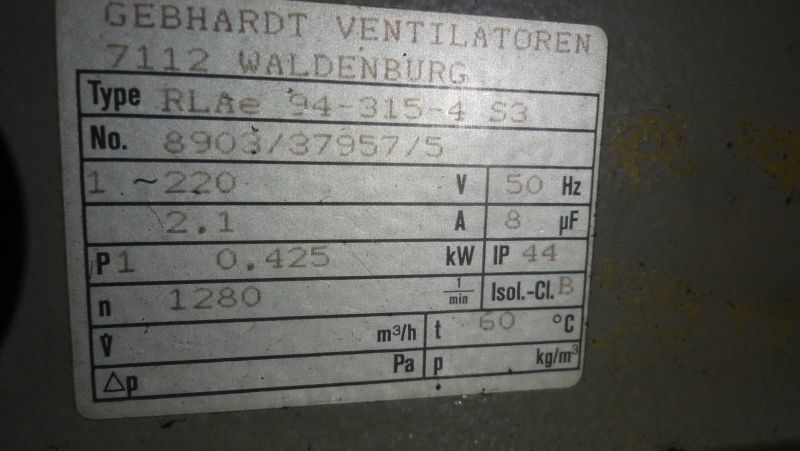 GEBHARDT VENTILATOREN
7112 WALDENBURG
Type RLAe 94-315-4 S3
No. 8903/37957/5
1 ~220 V 50 Hz
2.1 A 8 µF
P1 0.425 kW IP 44
n 1280 1/min Isol.-Cl. B
V̇ m³/h t 60 °C
△p Pa p kg/m³